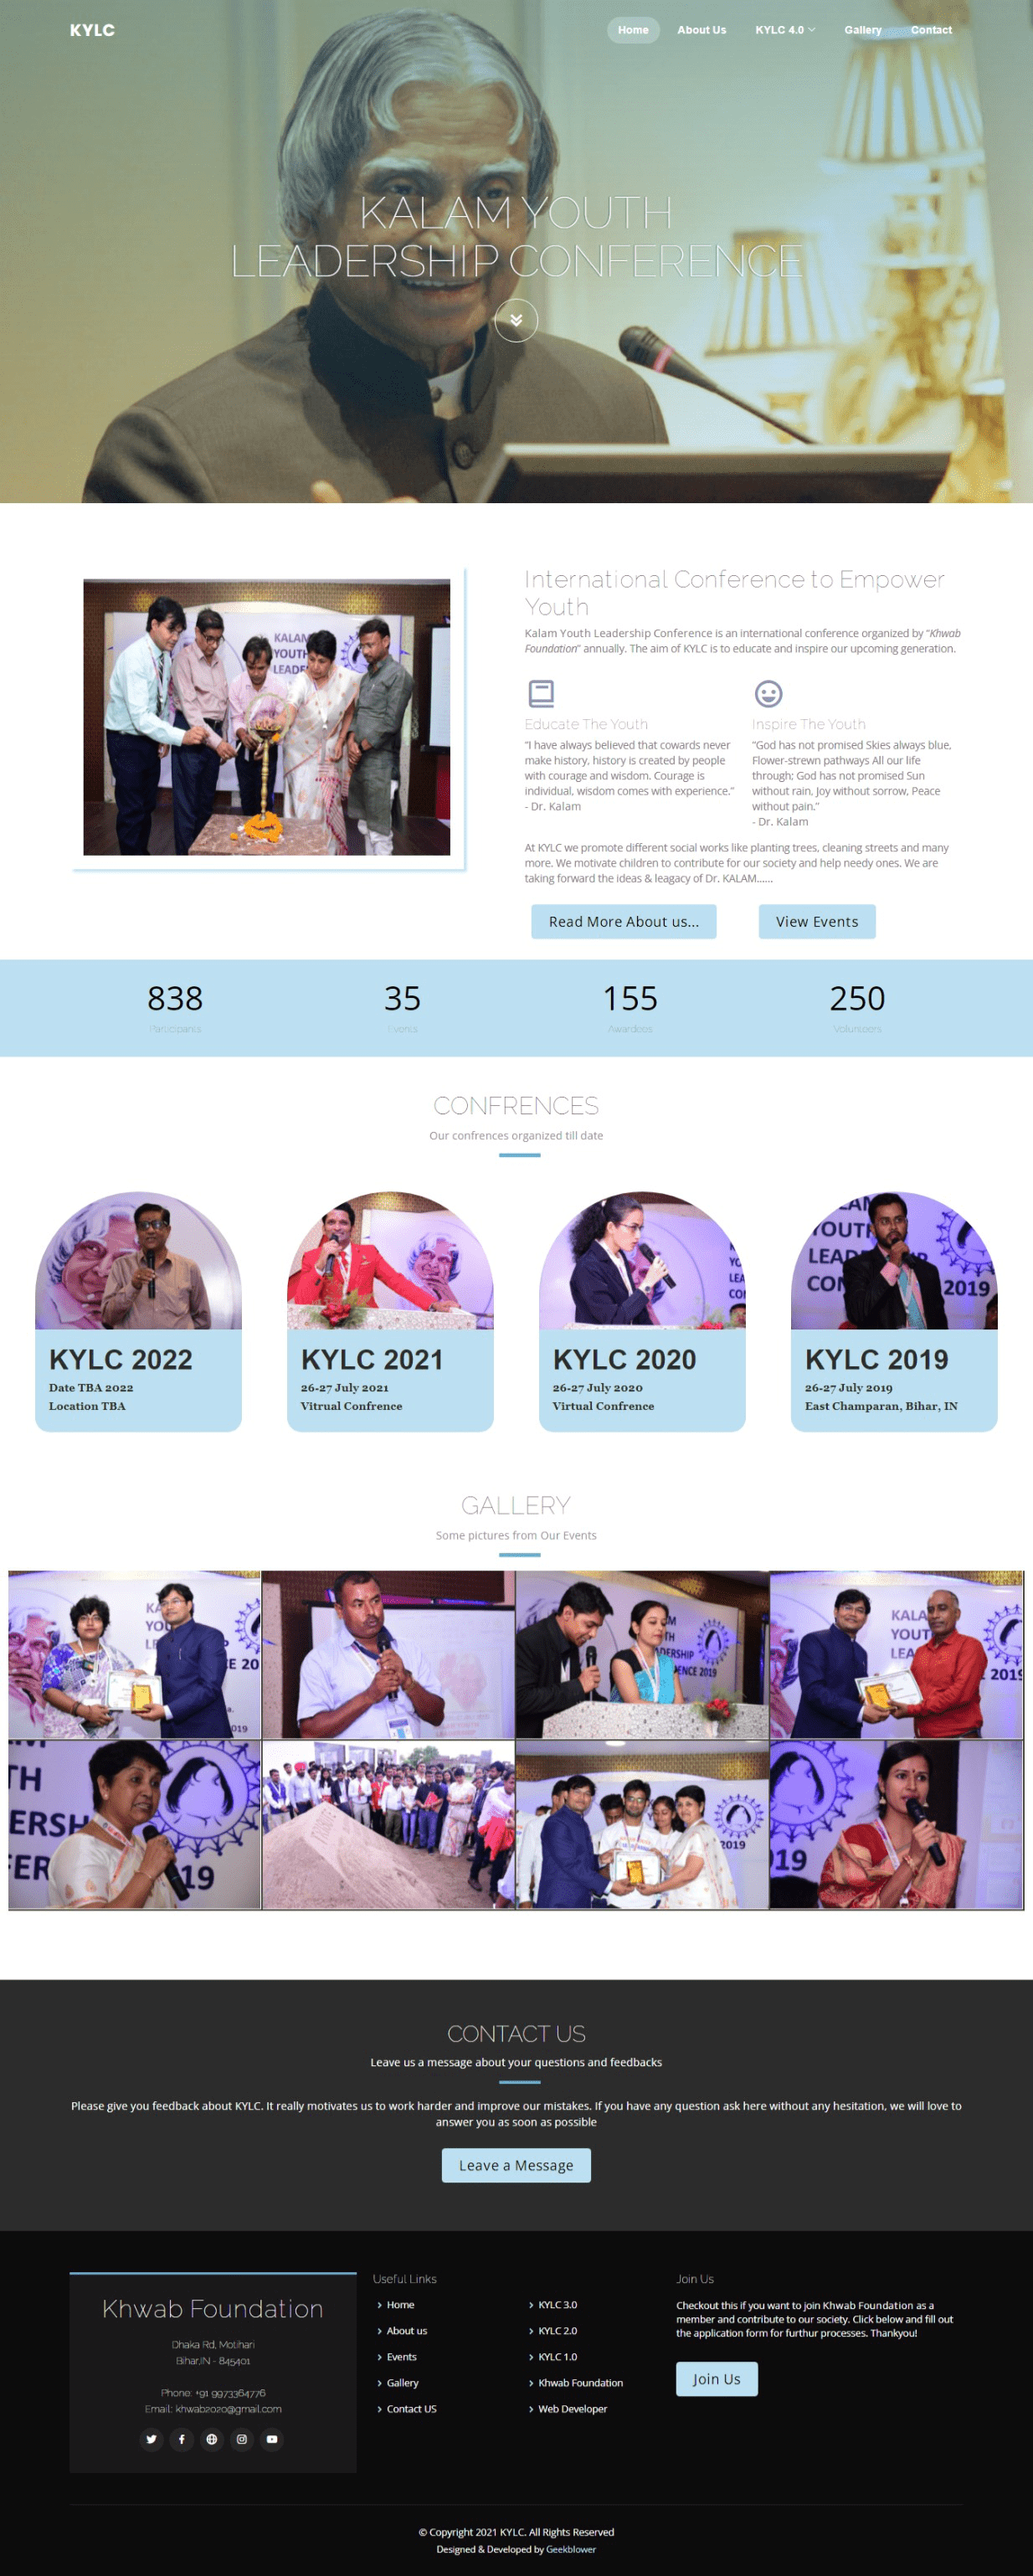 KYLC
Home
About Us
KYLC 4.0
Gallery
Contact
KALAM YOUTH
LEADERSHIP CONFERENCE
KALAM
YOUTH
LEADE
International Conference to Empower
Youth
Kalam Youth Leadership Conference is an international conference organized by "Khwab
Foundation" annually. The aim of KYLC is to educate and inspire our upcoming generation.
Educate The Youth
"I have always believed that cowards never
make history, history is created by people
with courage and wisdom. Courage is
individual, wisdom comes with experience."
- Dr. Kalam
Inspire The Youth
"God has not promised Skies always blue,
Flower-strewn pathways All our life
through; God has not promised Sun
without rain, Joy without sorrow, Peace
without pain."
- Dr. Kalam
At KYLC we promote different social works like planting trees, cleaning streets and many
more. We motivate children to contribute for our society and help needy ones. We are
taking forward the ideas & leagacy of Dr. KALAM......
Read More About us...
View Events
838
Participants
35
Events
155
Awardees
250
Volunteers
CONFRENCES
Our confrences organized till date
KYLC 2022
Date TBA 2022
Location TBA
KYLC 2021
26-27 July 2021
Vitrual Confrence
KYLC 2020
26-27 July 2020
Virtual Confrence
2019
KYLC 2019
26-27 July 2019
East Champaran, Bihar, IN
GALLERY
Some pictures from Our Events
CONTACT US
Leave us a message about your questions and feedbacks
Please give you feedback about KYLC. It really motivates us to work harder and improve our mistakes. If you have any question ask here without any hesitation, we will love to
answer you as soon as possible
Leave a Message
Khwab Foundation
Dhaka Rd, Motihari
Bihar,IN - 845401
Phone: +91 9973364776
Email: khwab2020@gmail.com
Useful Links
Home
About us
Events
Gallery
Contact US
KYLC 3.0
KYLC 2.0
KYLC 1.0
Khwab Foundation
Web Developer
Join Us
Checkout this if you want to join Khwab Foundation as a
member and contribute to our society. Click below and fill out
the application form for furthur processes. Thankyou!
Join Us
© Copyright 2021 KYLC. All Rights Reserved
Designed & Developed by Geekblower